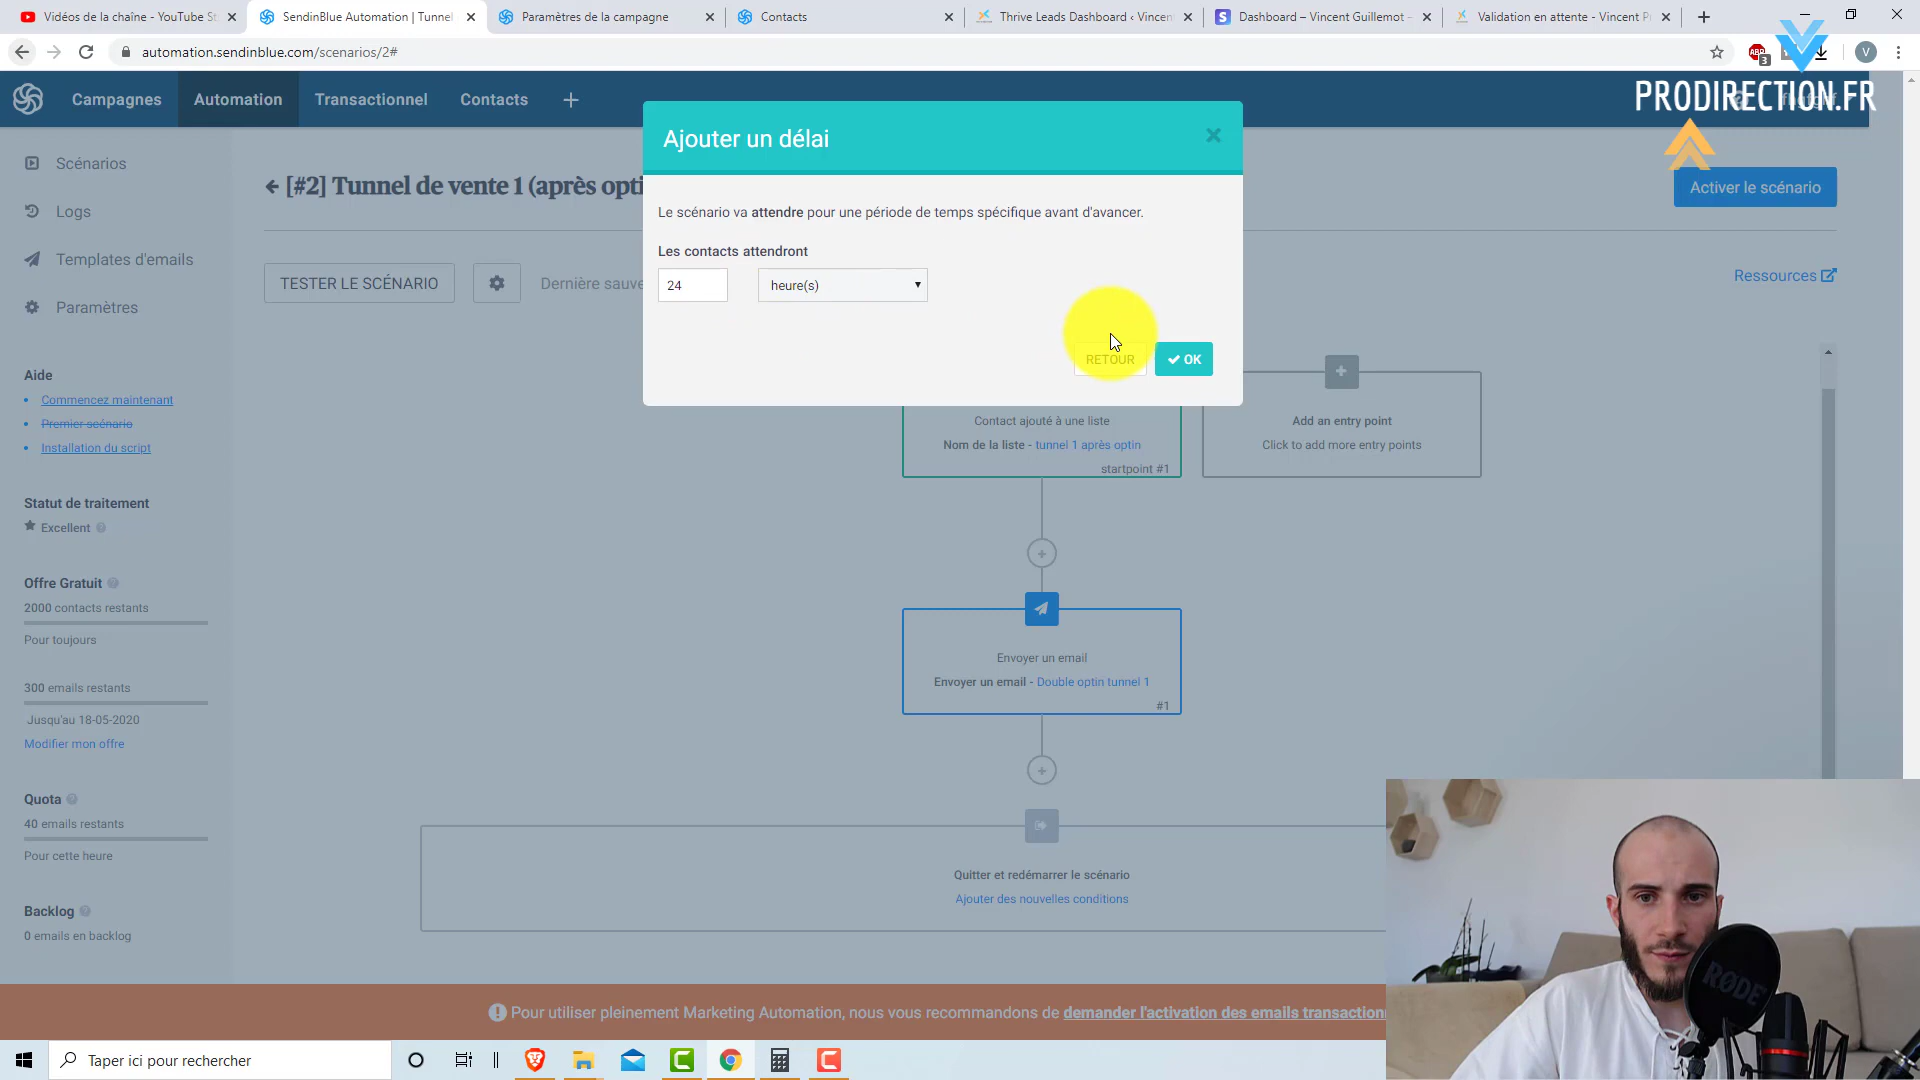 Vidéos de la chaîne - YouTube St
SendinBlue Automation | Tunnel
Paramètres de la campagne
Contacts
Thrive Leads Dashboard ‹ Vincen
Dashboard – Vincent Guillemot -
Validation en attente - Vincent P
automation.sendinblue.com/scenarios/2#
ABP
3
V
Campagnes
Automation
Transactionnel
Contacts
PRODIRECTION.FR
Ajouter un délai
Scénarios
[#2] Tunnel de vente 1 (après opti
Activer le scénario
Le scénario va attendre pour une période de temps spécifique avant d'avancer.
Logs
Les contacts attendront
Templates d'emails
TESTER LE SCÉNARIO
Dernière sauve
24
heure(s)
Ressources
Paramètres
RETOUR
OK
Aide
Commencez maintenant
Premier scénario
Installation du script
Contact ajouté à une liste
Nom de la liste - tunnel 1 après optin
startpoint #1
Add an entry point
Click to add more entry points
Statut de traitement
Excellent
Offre Gratuit
2000 contacts restants
Pour toujours
Envoyer un email
Envoyer un email - Double optin tunnel 1
#1
300 emails restants
Jusqu'au 18-05-2020
Modifier mon offre
Quota
40 emails restants
Pour cette heure
Quitter et redémarrer le scénario
Ajouter des nouvelles conditions
Backlog
0 emails en backlog
Pour utiliser pleinement Marketing Automation, nous vous recommandons de demander l'activation des emails transaction
RØDE
Taper ici pour rechercher